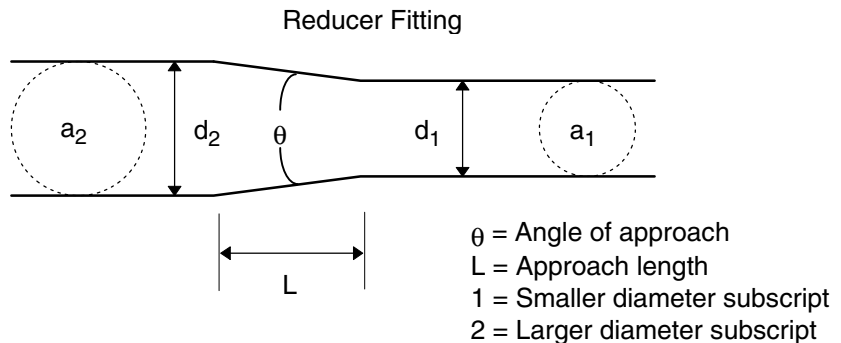 Reducer Fitting
a₂
d₂
θ
d₁
a₁
L
θ = Angle of approach
L = Approach length
1 = Smaller diameter subscript
2 = Larger diameter subscript